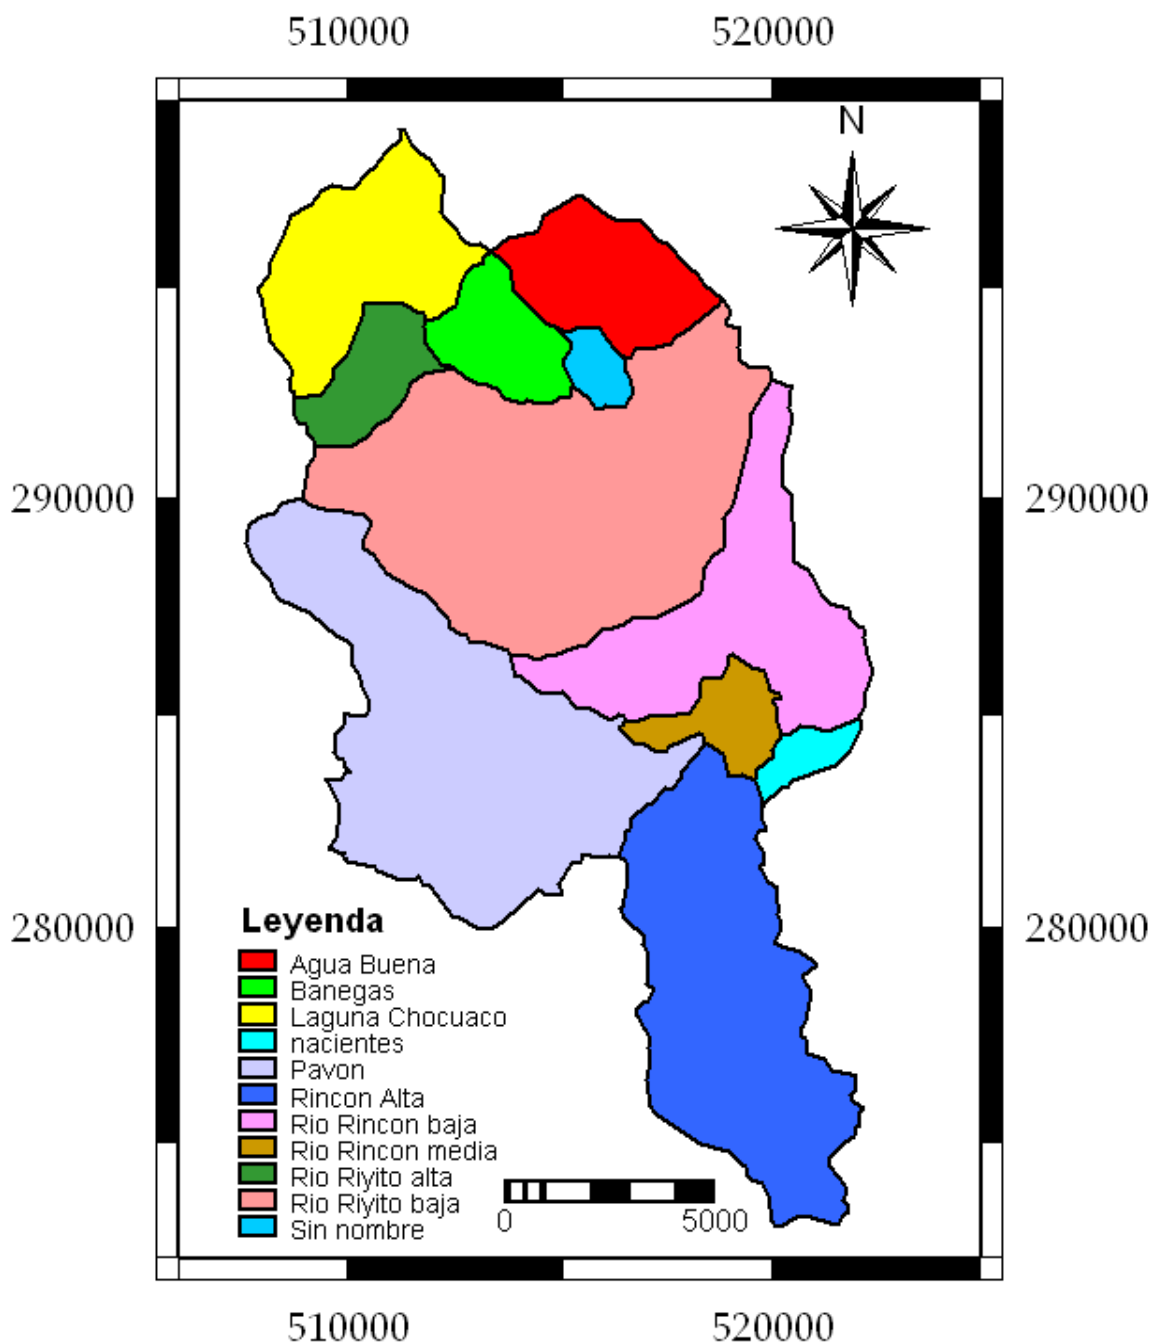 510000 520000
N
290000 290000
280000 280000
Leyenda
Agua Buena
Banegas
Laguna Chocuaco
nacientes
Pavon
Rincon Alta
Rio Rincon baja
Rio Rincon media
Rio Riyito alta
Rio Riyito baja
Sin nombre
0 5000
510000 520000